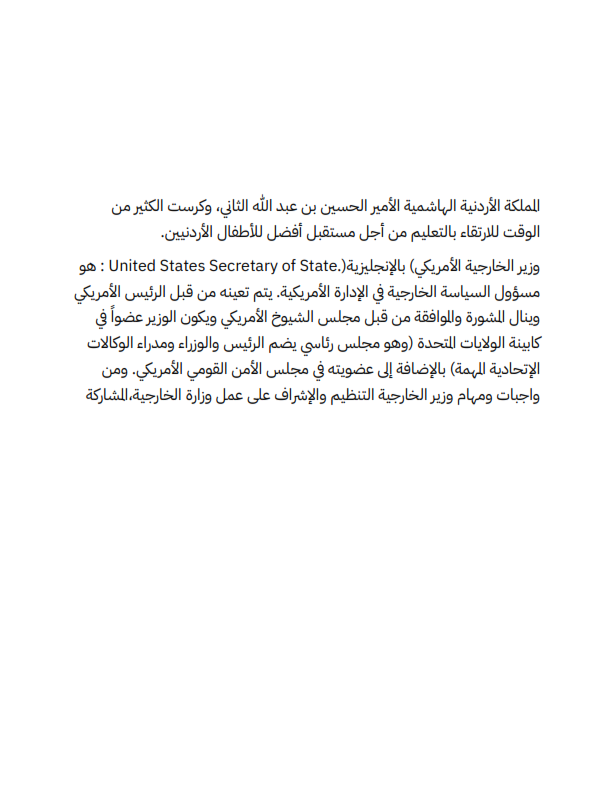 المملكة الأردنية الهاشمية الأمير الحسين بن عبد الله الثاني، وكرست الكثير من
الوقت للارتقاء بالتعليم من أجل مستقبل أفضل للأطفال الأردنيين.
وزير الخارجية الأمريكي) بالإنجليزية(.United States Secretary of State : هو
مسؤول السياسة الخارجية في الإدارة الأمريكية. يتم تعينه من قبل الرئيس الأمريكي
وينال المشورة والموافقة من قبل مجلس الشيوخ الأمريكي ويكون الوزير عضواً في
كابينة الولايات المتحدة (وهو مجلس رئاسي يضم الرئيس والوزراء ومدراء الوكالات
الإتحادية المهمة) بالإضافة إلى عضويته في مجلس الأمن القومي الأمريكي. ومن
واجبات ومهام وزير الخارجية التنظيم والإشراف على عمل وزارة الخارجية،المشاركة